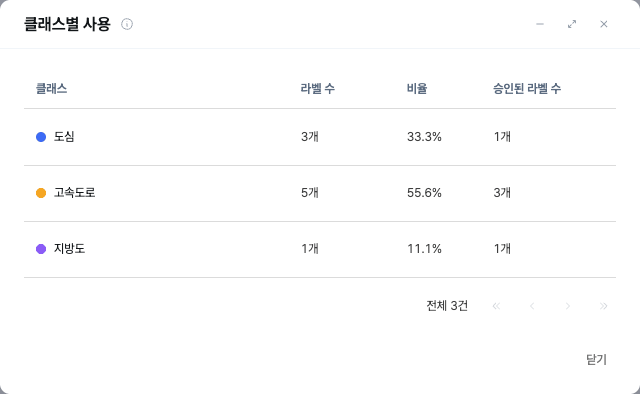 클래스별 사용
클래스 라벨 수 비율 승인된 라벨 수
도심 3개 33.3% 1개
고속도로 5개 55.6% 3개
지방도 1개 11.1% 1개
전체 3건
닫기